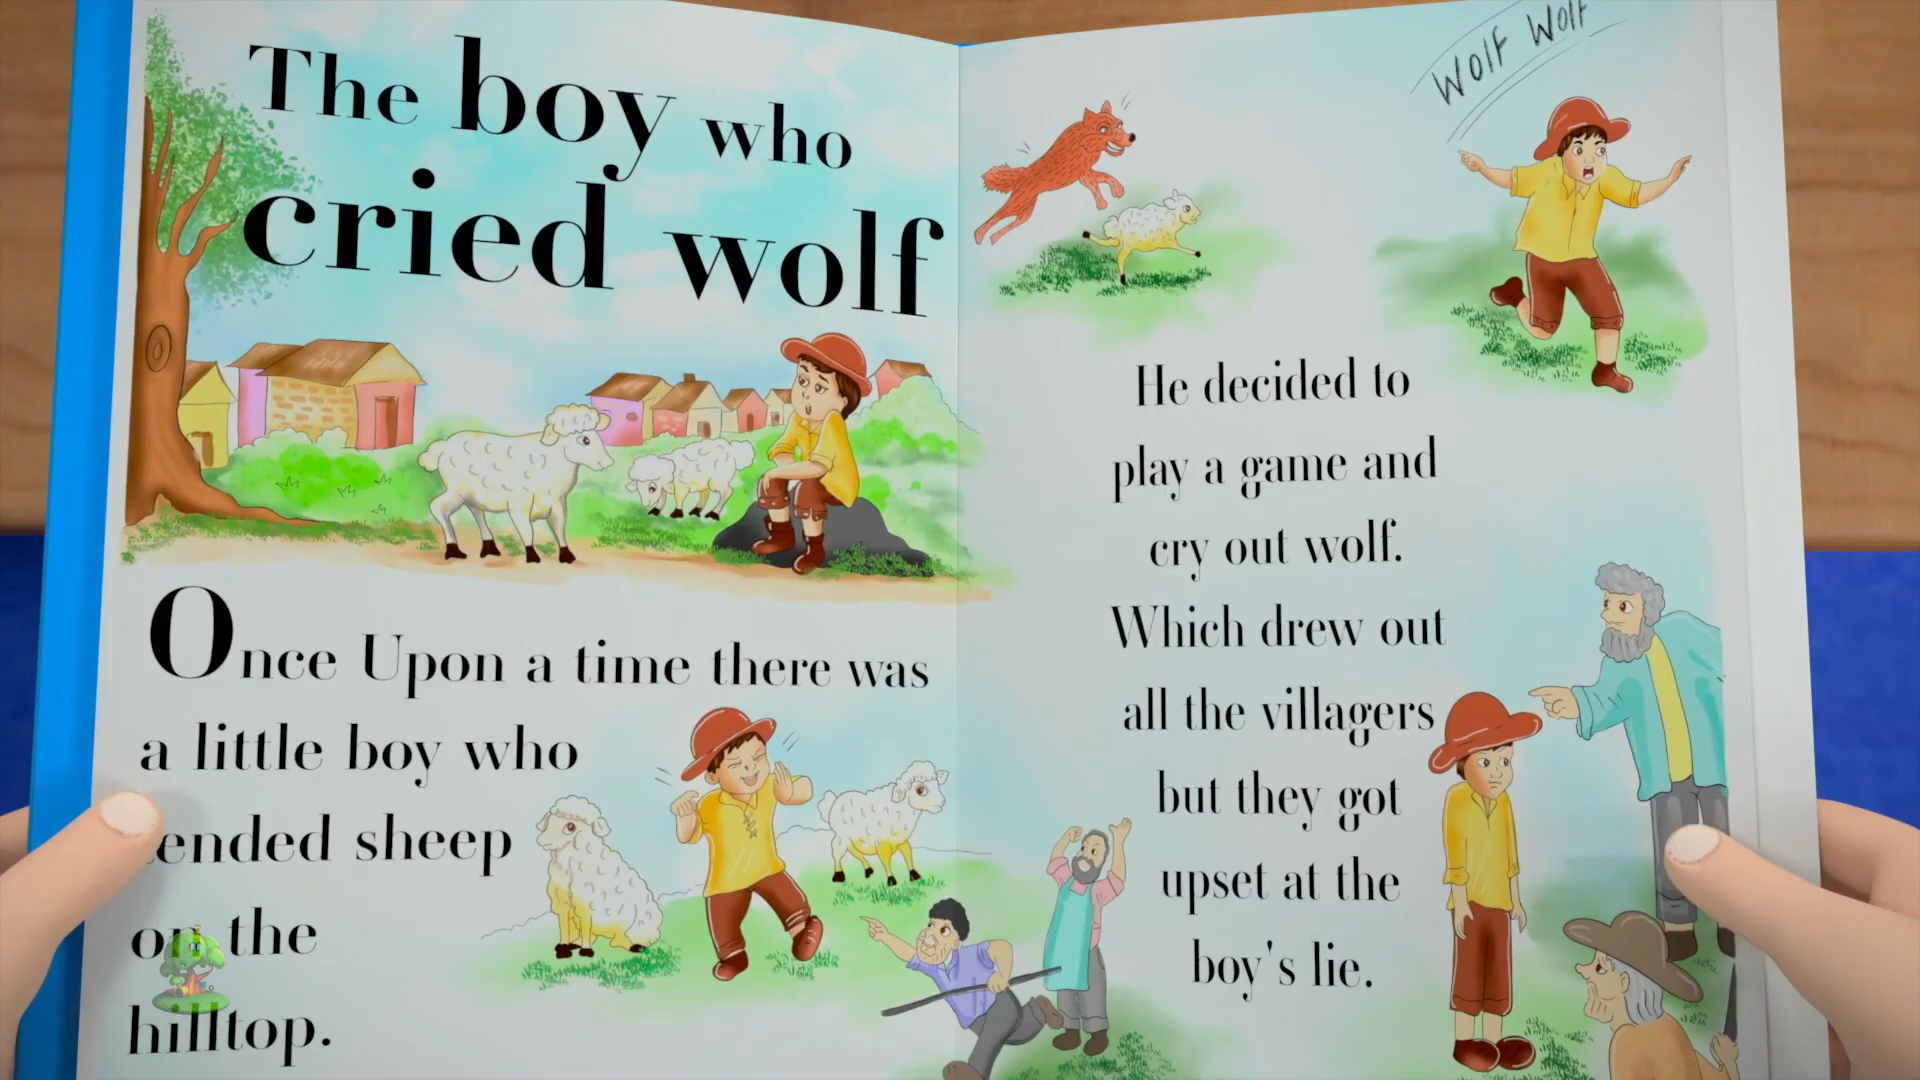 The boy who
cried wolf
Once Upon a time there was
a little boy who
tended sheep
on the
hilltop.
Wolf Wolf
He decided to
play a game and
cry out wolf.
Which drew out
all the villagers
but they got
upset at the
boy's lie.